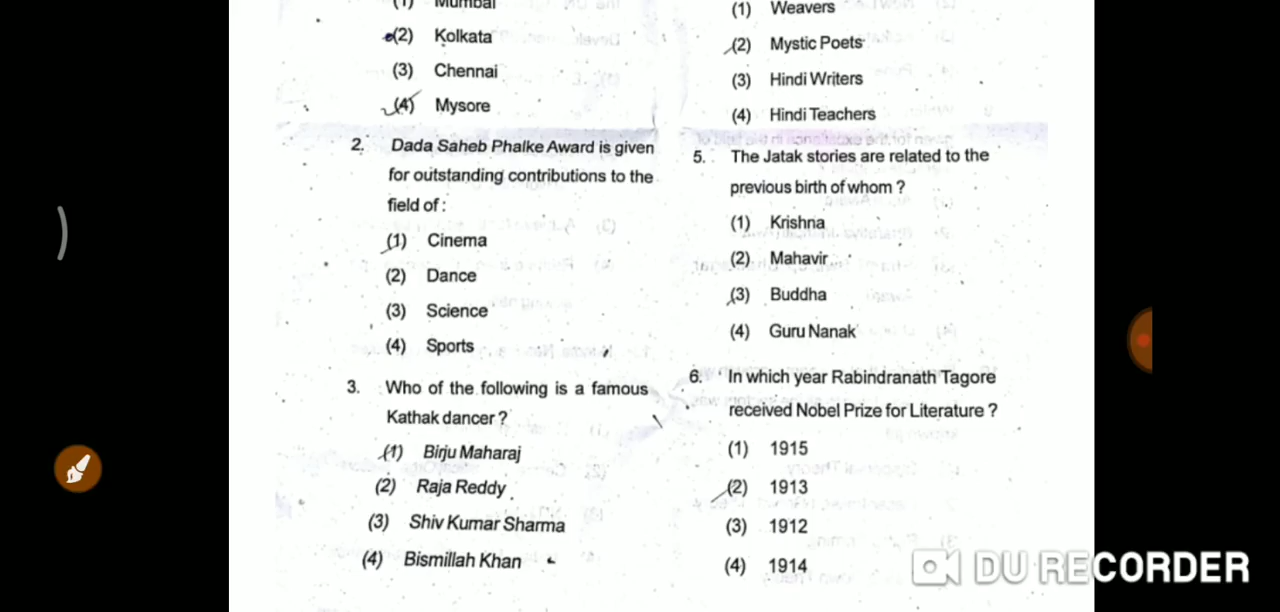 (1) Mumbai
(2) Kolkata
(3) Chennai
(4) Mysore
2. Dada Saheb Phalke Award is given
for outstanding contributions to the
field of :
(1) Cinema
(2) Dance
(3) Science
(4) Sports
3. Who of the following is a famous
Kathak dancer ?
(1) Birju Maharaj
(2) Raja Reddy
(3) Shiv Kumar Sharma
(4) Bismillah Khan
(1) Weavers
(2) Mystic Poets
(3) Hindi Writers
(4) Hindi Teachers
5. The Jatak stories are related to the
previous birth of whom ?
(1) Krishna
(2) Mahavir
(3) Buddha
(4) Guru Nanak
6. In which year Rabindranath Tagore
received Nobel Prize for Literature ?
(1) 1915
(2) 1913
(3) 1912
(4) 1914
DU RECORDER